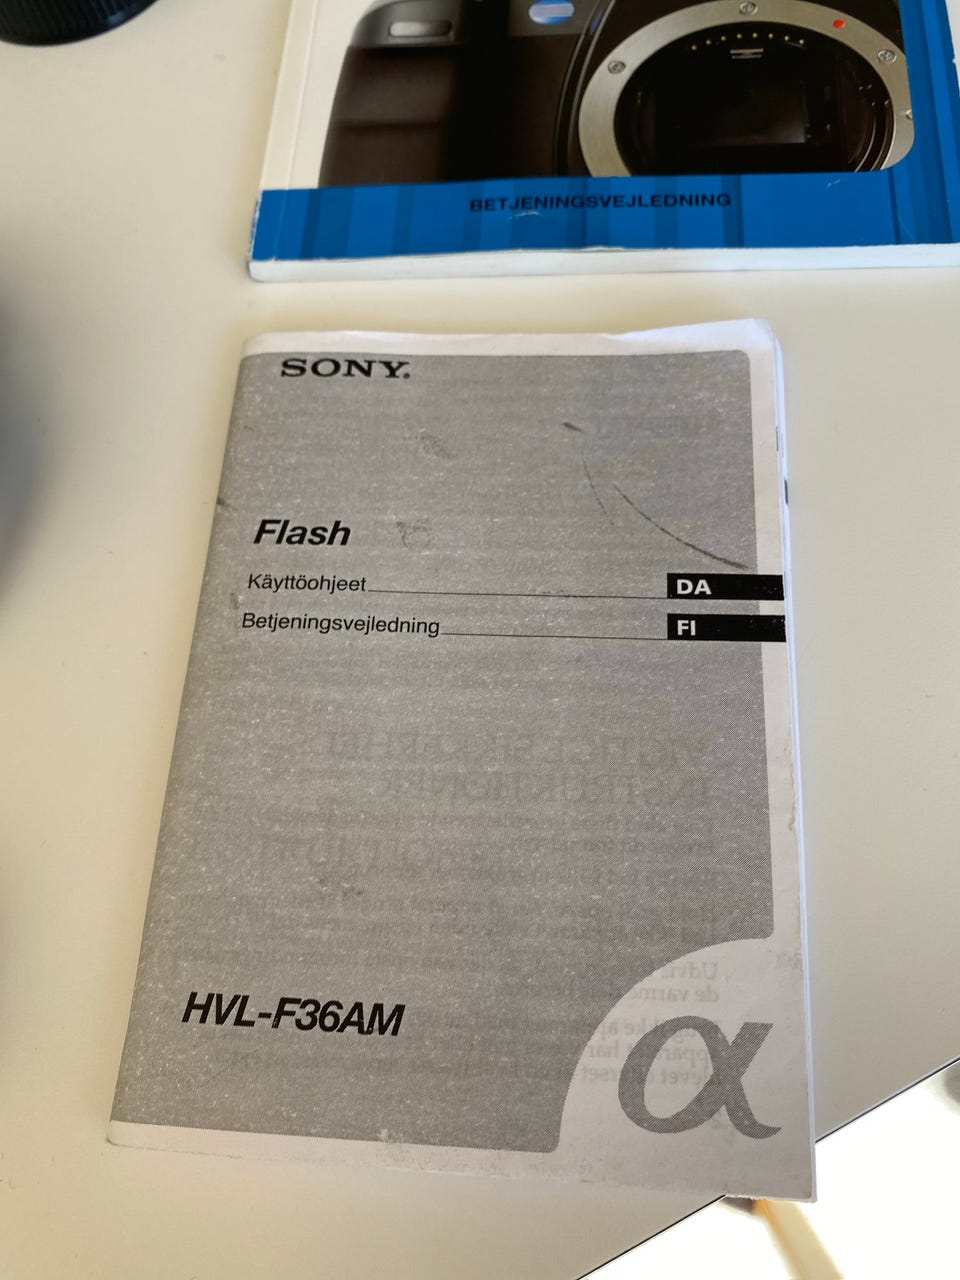 BETJENINGSVEJLEDNING
SONY®
Flash
Käyttöohjeet DA
Betjeningsvejledning FI
HVL-F36AM
α